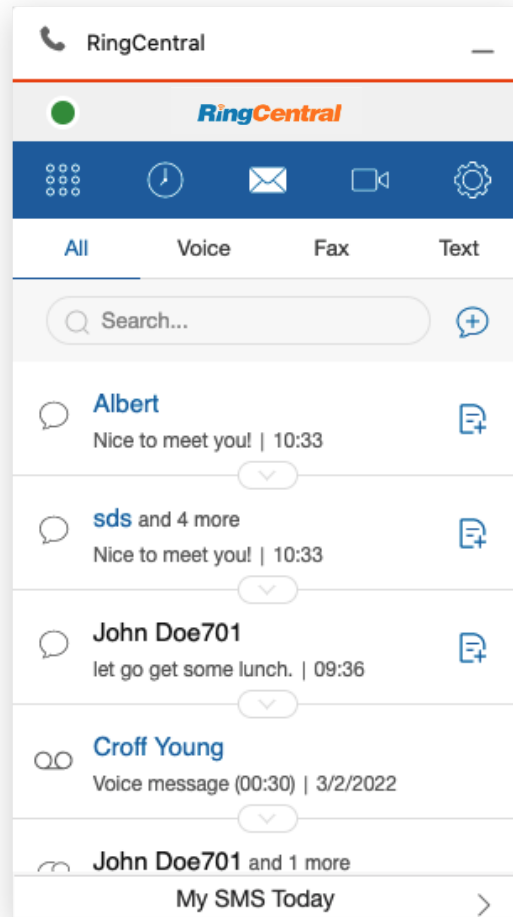 RingCentral
RingCentral
All Voice Fax Text
Search...
Albert
Nice to meet you! | 10:33
sds and 4 more
Nice to meet you! | 10:33
John Doe701
let go get some lunch. | 09:36
Croff Young
Voice message (00:30) | 3/2/2022
John Doe701 and 1 more
My SMS Today